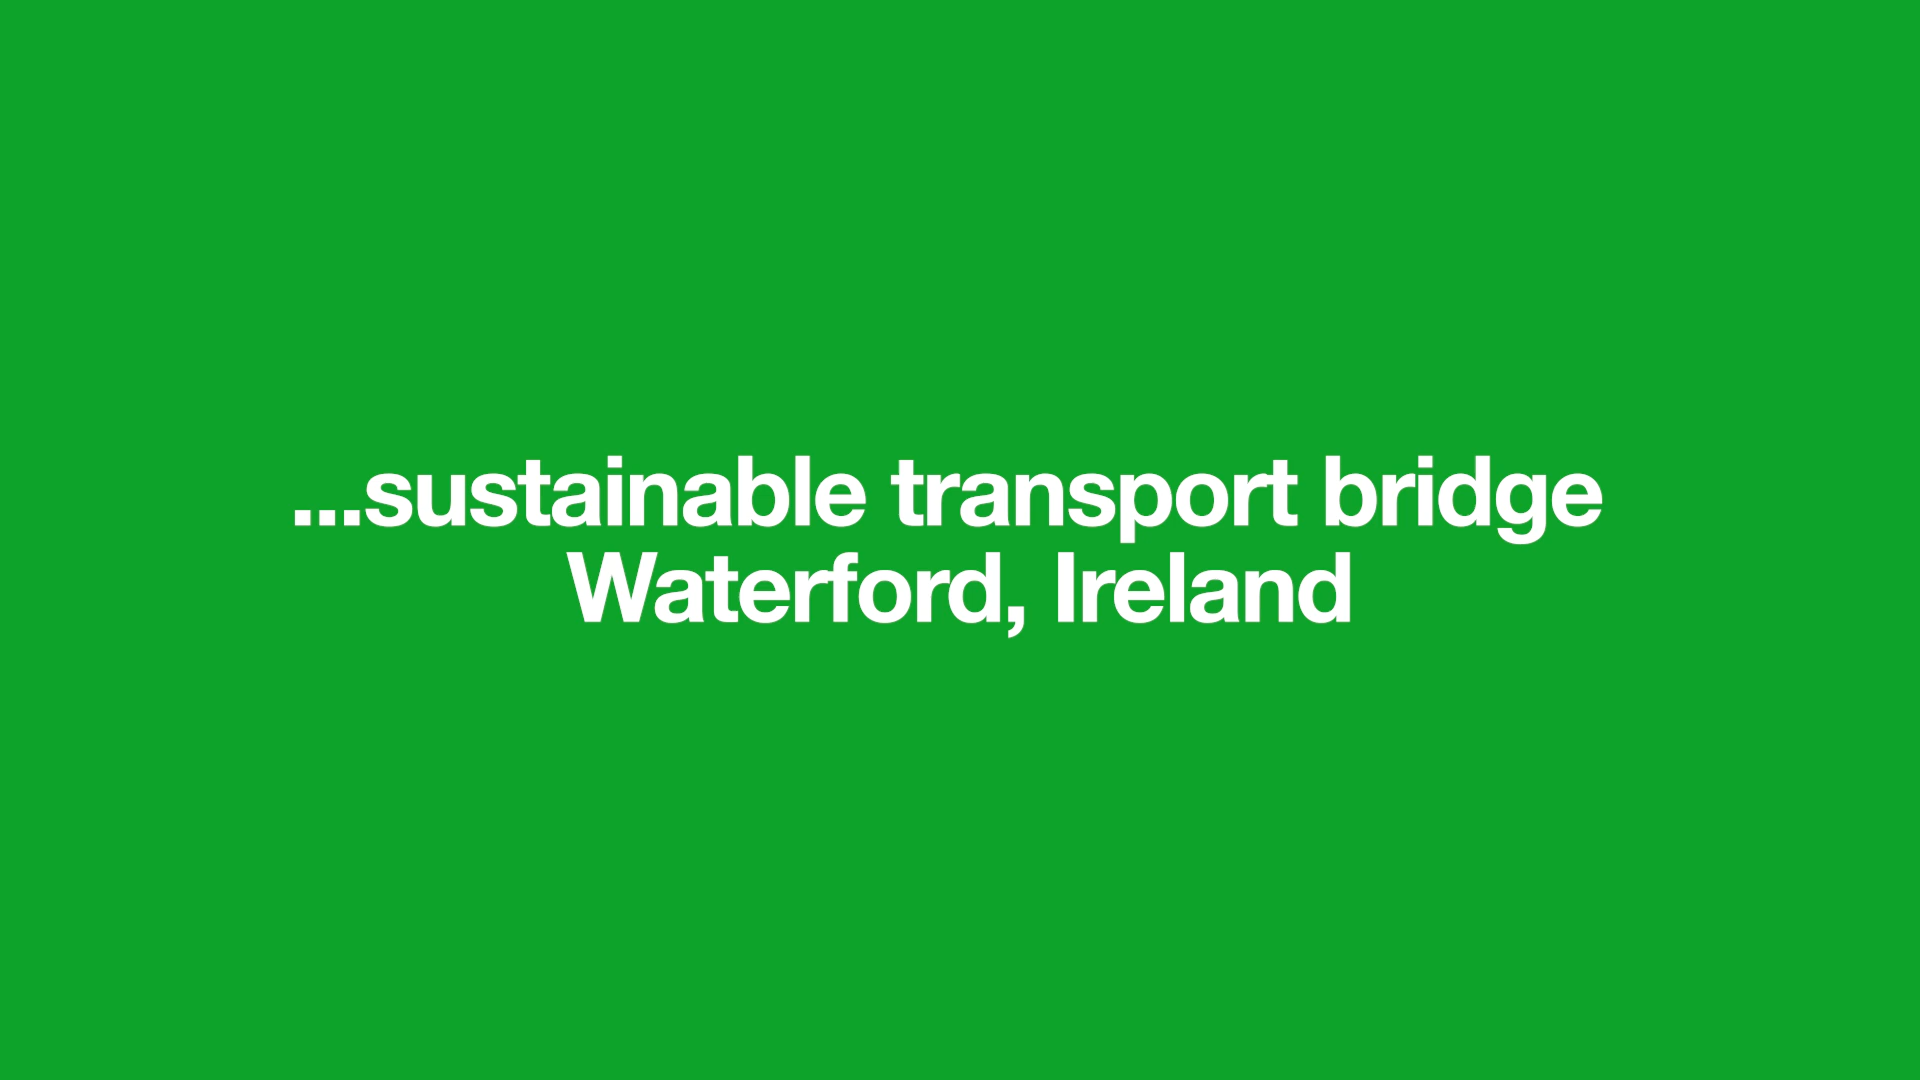 ...sustainable transport bridge
Waterford, Ireland